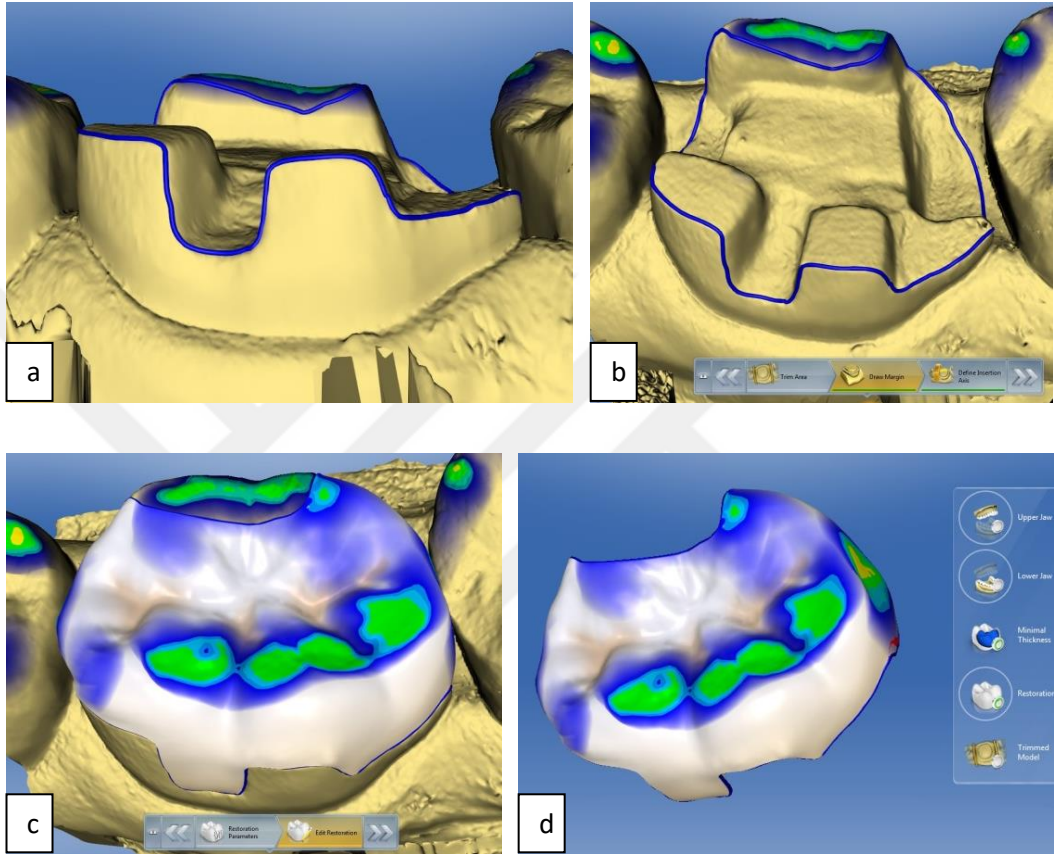 a
b
Trim Area
Draw Margin
Define Insertion
Axis
c
Restoration
Parameters
Edit Restoration
d
Upper Jaw
Lower Jaw
Minimal
Thickness
Restoration
Trimmed
Model